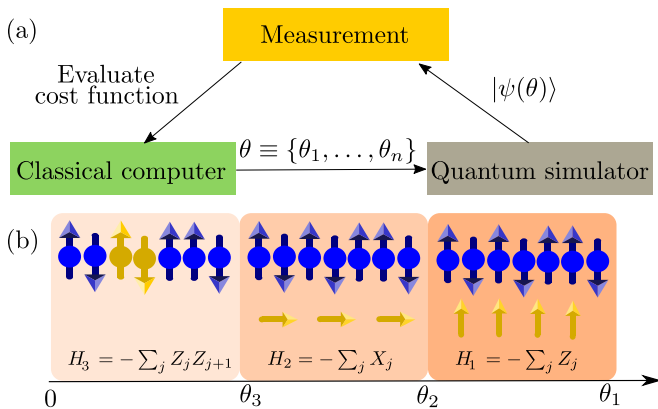 (a)
Measurement
Evaluate
cost function
|ψ(θ)⟩
θ ≡ {θ₁, . . . , θₙ}
Classical computer
Quantum simulator
(b)
H₃ = − ∑ⱼ ZⱼZⱼ₊₁
H₂ = − ∑ⱼ Xⱼ
H₁ = − ∑ⱼ Zⱼ
0
θ₃
θ₂
θ₁